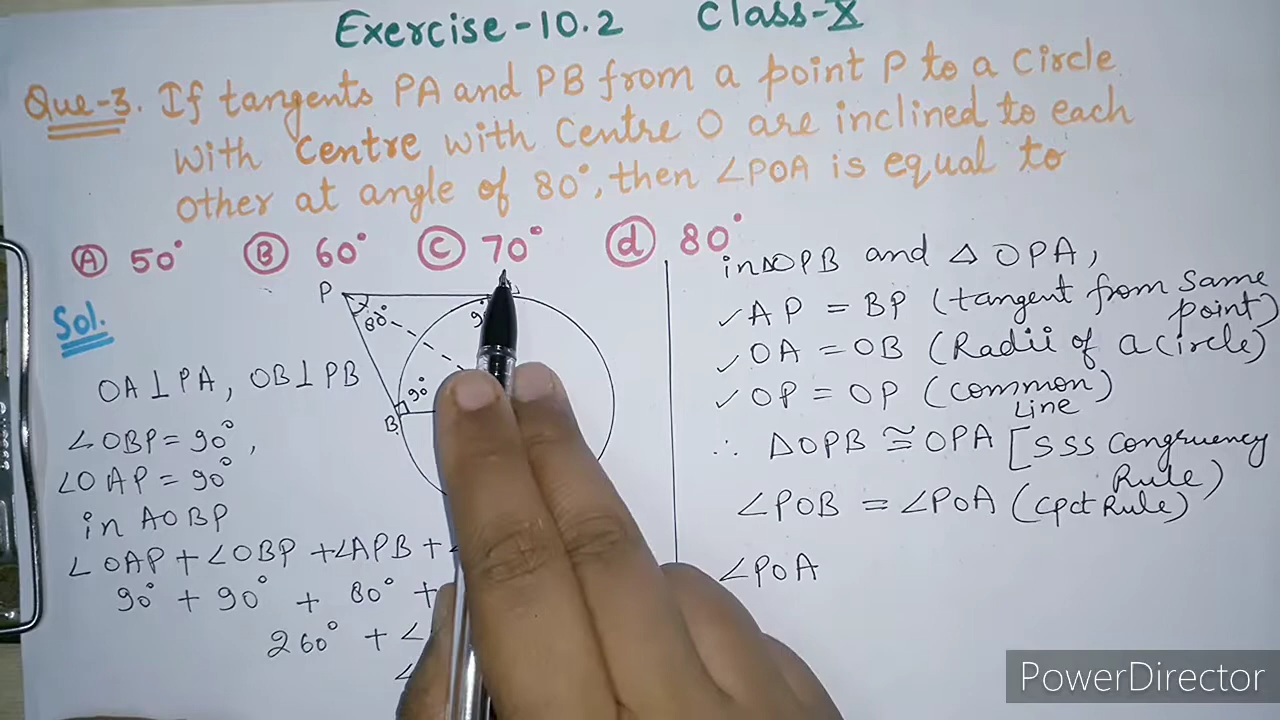 Exercise-10.2 Class-X
Que-3. If tangents PA and PB from a point P to a Circle
With Centre with Centre O are inclined to each
other at angle of 80°, then ∠POA is equal to
(A) 50° (B) 60° (C) 70° (d) 80°
Sol.
P
80°
90°
B
OA⊥PA, OB⊥PB
∠OBP = 90°,
∠OAP = 90°
in AOBP
∠OAP + ∠OBP + ∠APB +
90° + 90° + 80° +
260° + ∠
∠
in △OPB and △ OPA,
✓ AP = BP (tangent from Same
point)
✓ OA = OB (Radii of a Circle)
✓ OP = OP (common)
Line
∴ △OPB ≅ OPA [SSS Congruency
Rule)
∠POB = ∠POA (Cpct Rule)
∠POA
PowerDirector